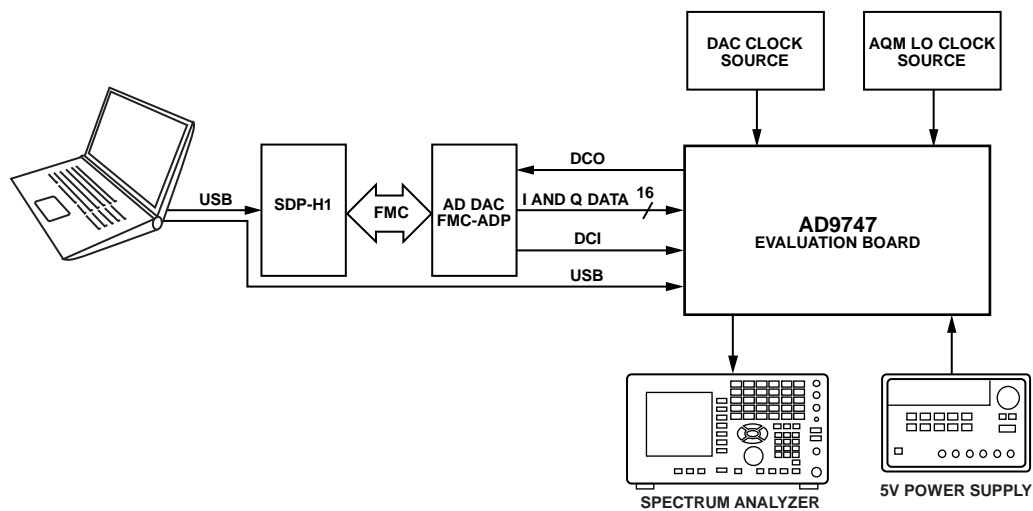 DAC CLOCK
SOURCE
AQM LO CLOCK
SOURCE
USB
SDP-H1
FMC
AD DAC
FMC-ADP
DCO
I AND Q DATA
16
DCI
USB
AD9747
EVALUATION BOARD
SPECTRUM ANALYZER
5V POWER SUPPLY